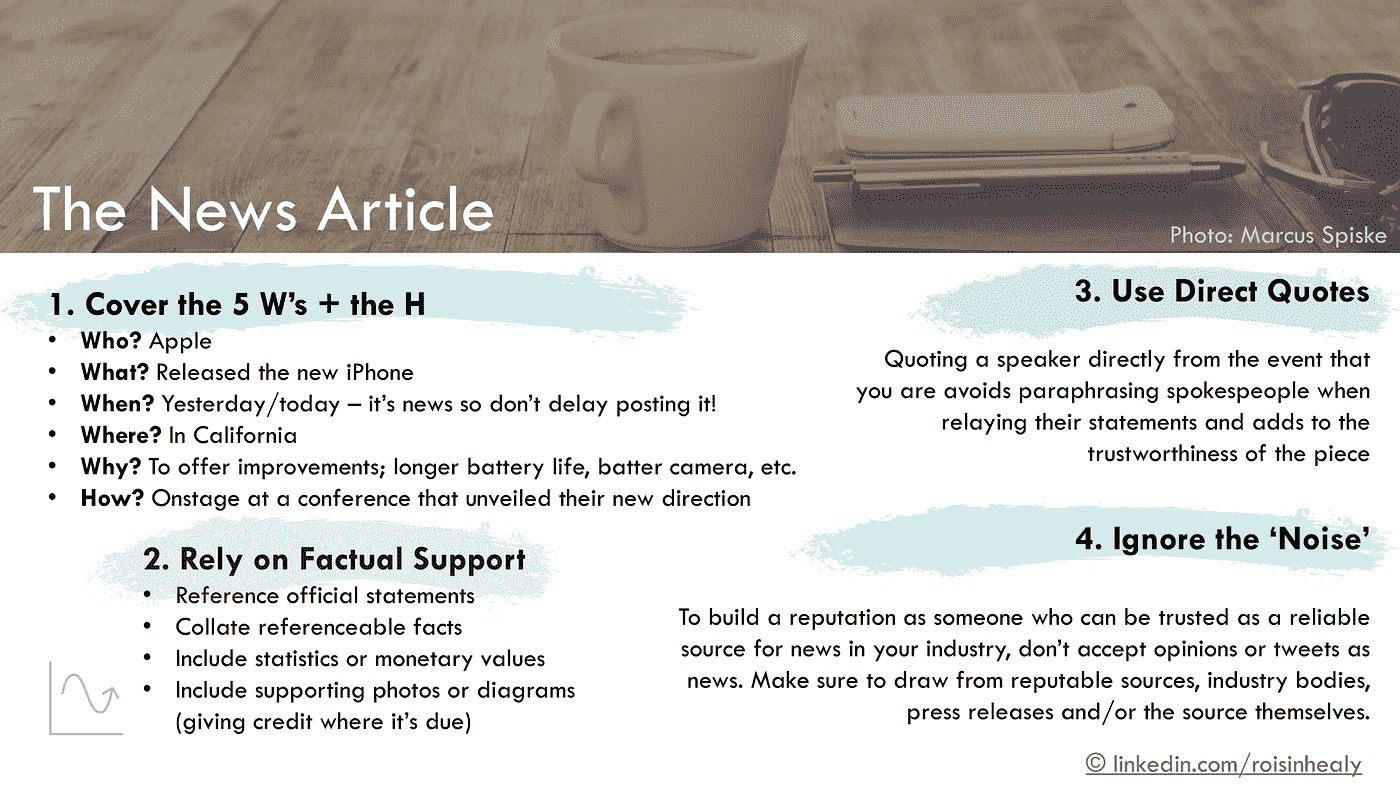 The News Article
Photo: Marcus Spiske
1. Cover the 5 W's + the H
• Who? Apple
• What? Released the new iPhone
• When? Yesterday/today – it's news so don't delay posting it!
• Where? In California
• Why? To offer improvements; longer battery life, batter camera, etc.
• How? Onstage at a conference that unveiled their new direction
2. Rely on Factual Support
• Reference official statements
• Collate referenceable facts
• Include statistics or monetary values
• Include supporting photos or diagrams
(giving credit where it's due)
3. Use Direct Quotes
Quoting a speaker directly from the event that
you are avoids paraphrasing spokespeople when
relaying their statements and adds to the
trustworthiness of the piece
4. Ignore the ‘Noise’
To build a reputation as someone who can be trusted as a reliable
source for news in your industry, don't accept opinions or tweets as
news. Make sure to draw from reputable sources, industry bodies,
press releases and/or the source themselves.
© linkedin.com/roisinhealy